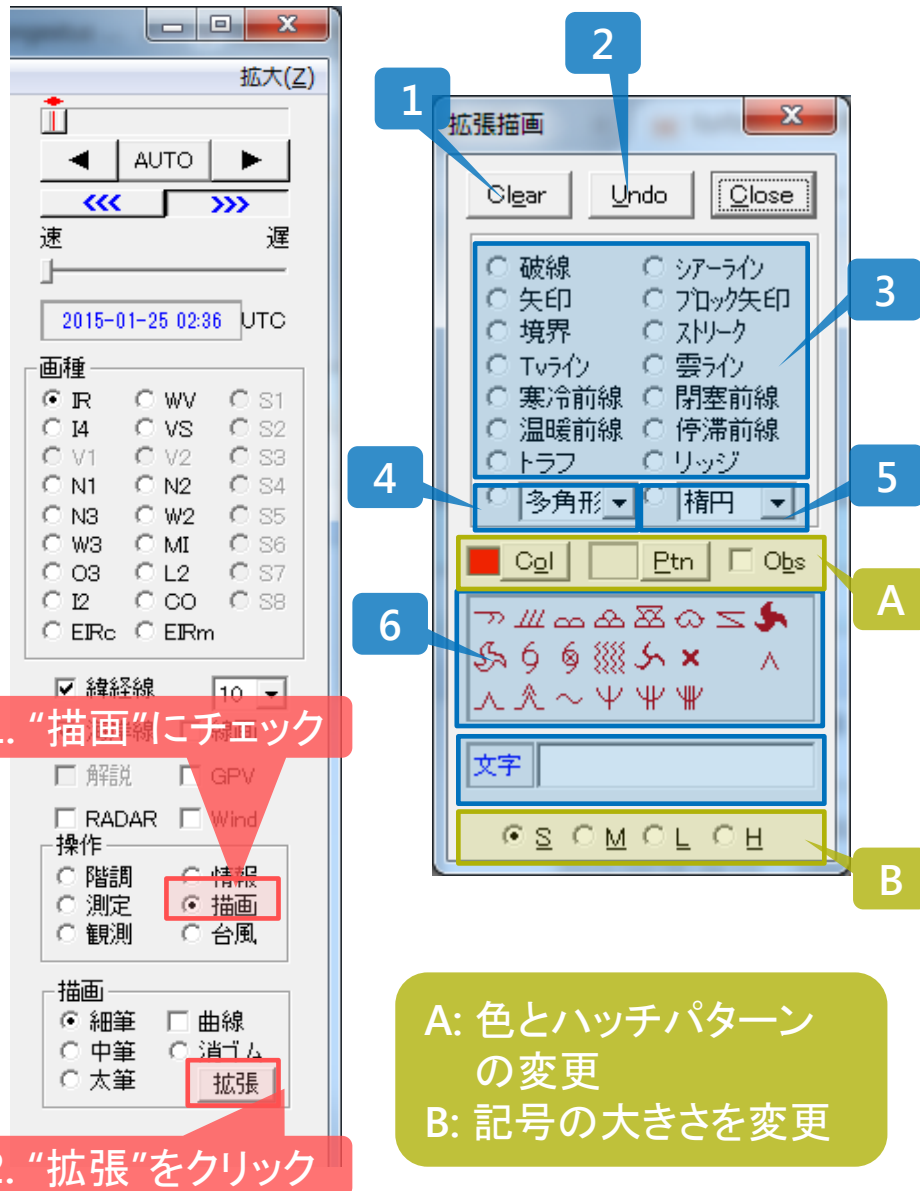 拡大(Z)
◀ AUTO ▶
<<< >>>
速 遅
2015-01-25 02:36 UTC
画種
IR WV S1
I4 VS S2
V1 V2 S3
N1 N2 S4
N3 W2 S5
W3 MI S6
O3 L2 S7
I2 CO S8
EIRc EIRm
緯経線 10
1. “描画”にチェック
解説 GPV
RADAR Wind
操作
階調 情報
測定 描画
観測 台風
描画
細筆 曲線
中筆 消ゴム
太筆 拡張
2. “拡張”をクリック
1
2
拡張描画
Clear Undo Close
破線 シアーライン
矢印 ブロック矢印
境界 ストリーク
Tvライン 雲ライン
寒冷前線 閉塞前線
温暖前線 停滞前線
トラフ リッジ
3
4
多角形 楕円
5
Col Ptn Obs
A
6
文字
S M L H
B
A: 色とハッチパターン
の変更
B: 記号の大きさを変更